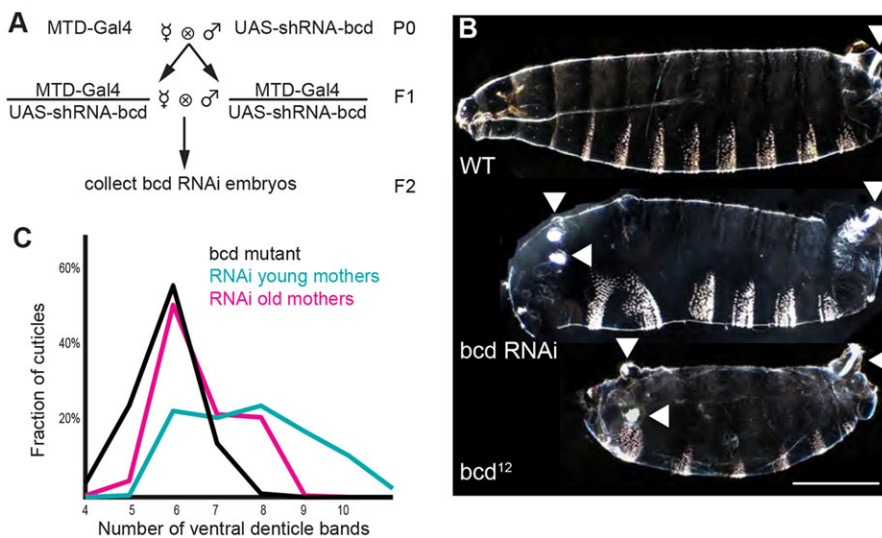 A
MTD-Gal4 ☿ ⊗ ♂ UAS-shRNA-bcd P0
MTD-Gal4 ☿ ⊗ ♂ MTD-Gal4 F1
UAS-shRNA-bcd UAS-shRNA-bcd
collect bcd RNAi embryos F2
B
WT
bcd RNAi
bcd¹²
C
bcd mutant
RNAi young mothers
RNAi old mothers
Fraction of cuticles
60%
40%
20%
4 5 6 7 8 9 10
Number of ventral denticle bands